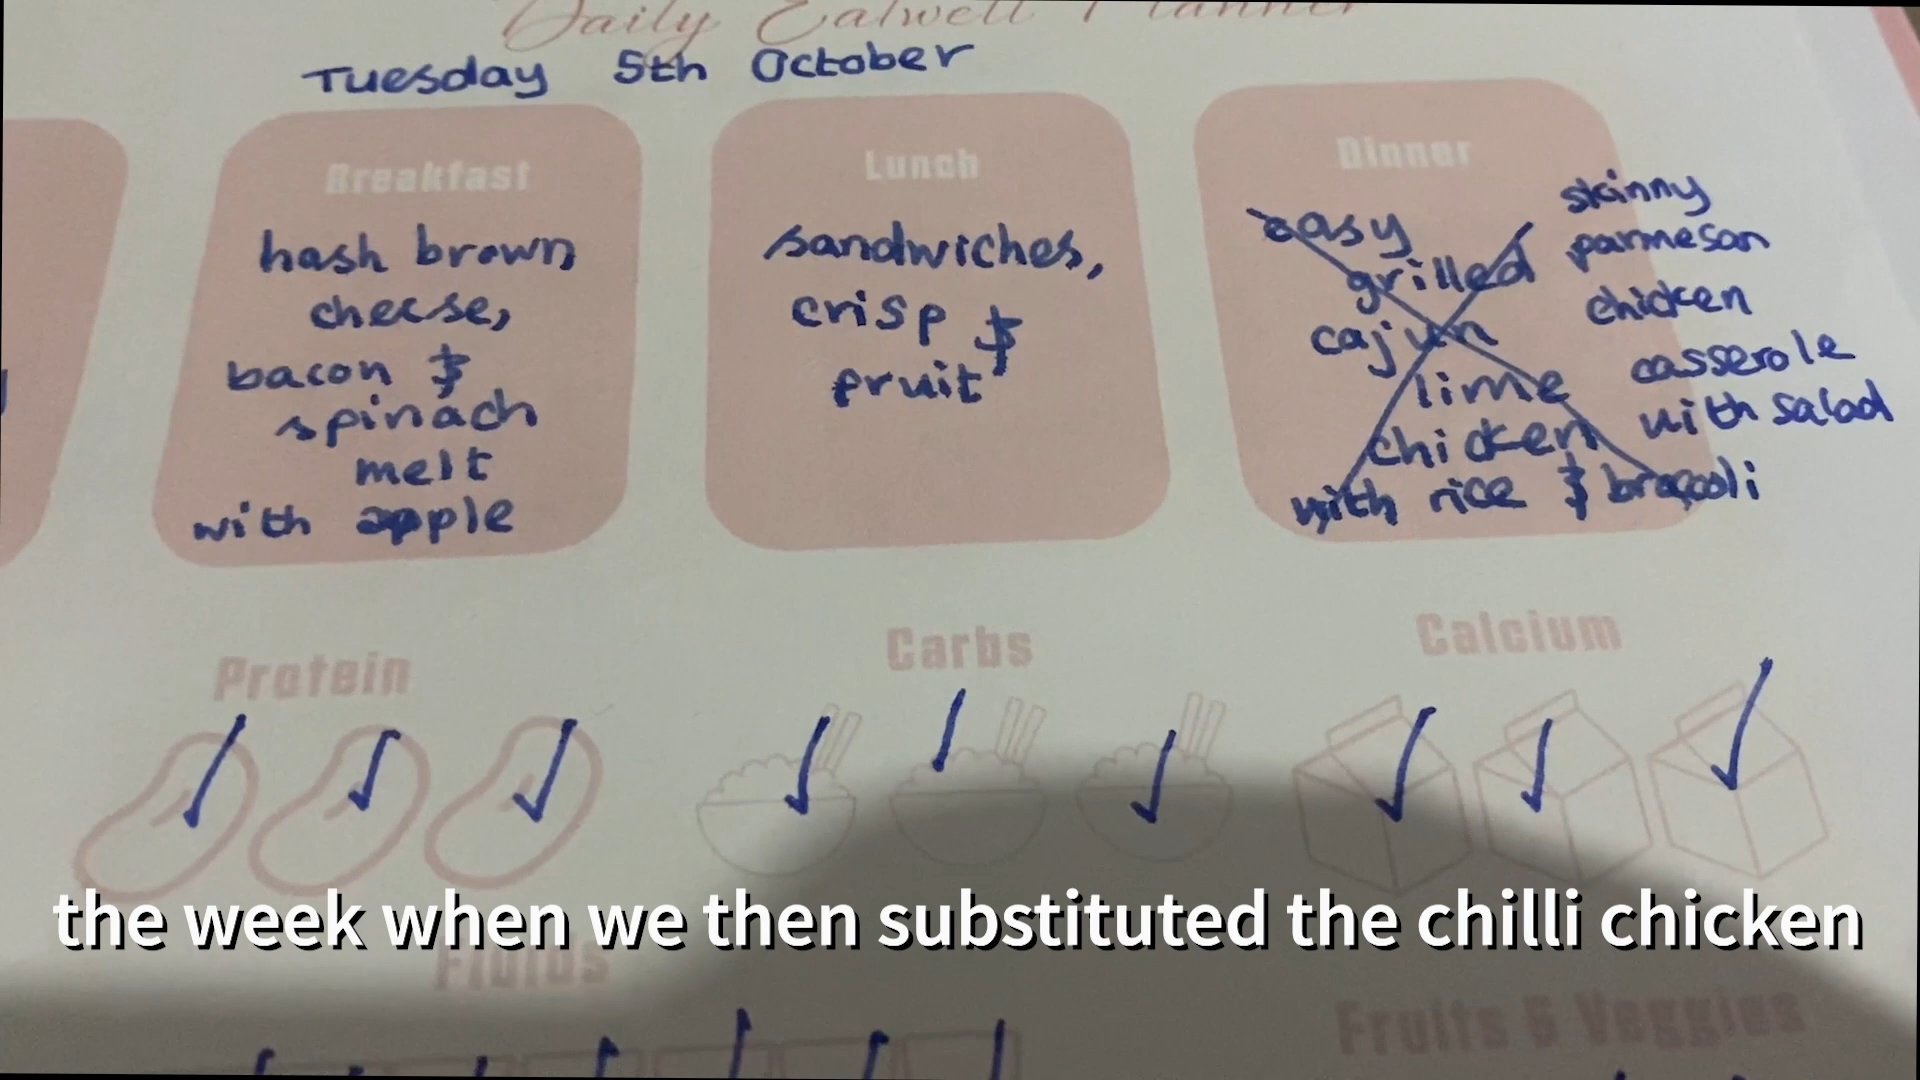 Daily Eatwell Planner
Tuesday 5th October
Breakfast
hash brown,
cheese,
bacon &
spinach
melt
with apple
Lunch
sandwiches,
crisp &
fruit
Dinner
easy
grilled
cajun
lime
chicken
with rice & broccoli
skinny
parmesan
chicken
casserole
with salad
Protein
Carbs
Calcium
the week when we then substituted the chilli chicken
Fluids
Fruits & Veggies